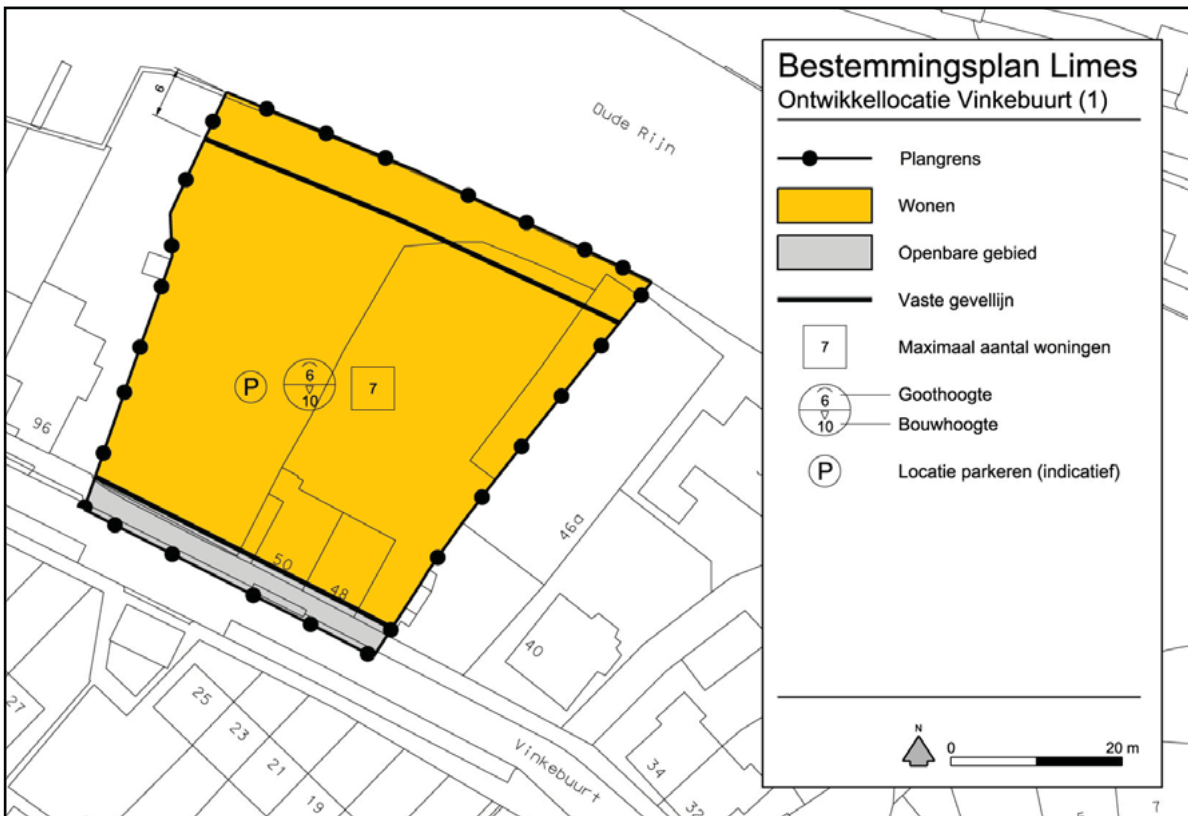 Bestemmingsplan Limes
Ontwikkellocatie Vinkebuurt (1)
Plangrens
Wonen
Openbare gebied
Vaste gevellijn
7
Maximaal aantal woningen
6
10
Goothoogte
Bouwhoogte
P
Locatie parkeren (indicatief)
N
0
20 m
Oude Rijn
6
P
6
10
7
96
50
48
46a
40
34
32
27
25
23
21
19
Vinkebuurt
7